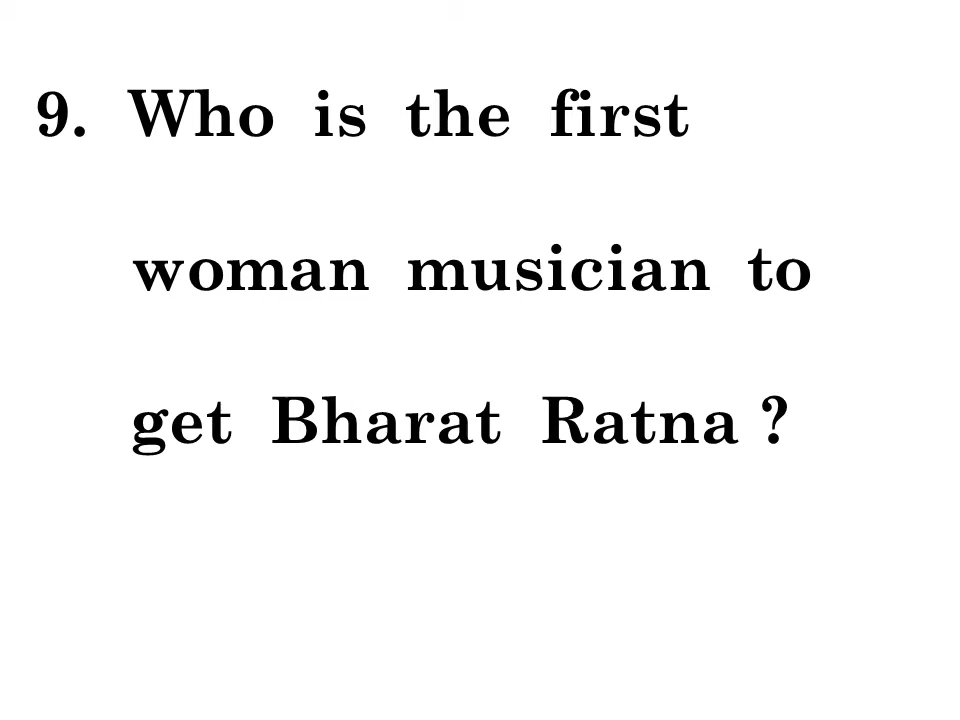 9. Who is the first
woman musician to
get Bharat Ratna ?